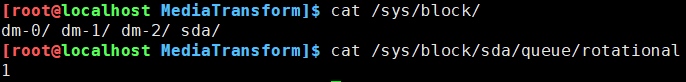 [root@localhost MediaTransform]$ cat /sys/block/
dm-0/ dm-1/ dm-2/ sda/
[root@localhost MediaTransform]$ cat /sys/block/sda/queue/rotational
1